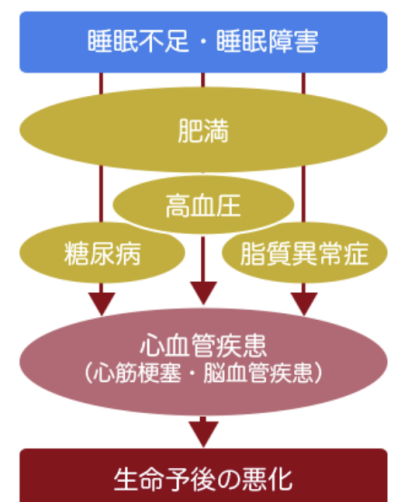 睡眠不足・睡眠障害
肥満
高血圧
糖尿病
脂質異常症
心血管疾患
（心筋梗塞・脳血管疾患）
生命予後の悪化